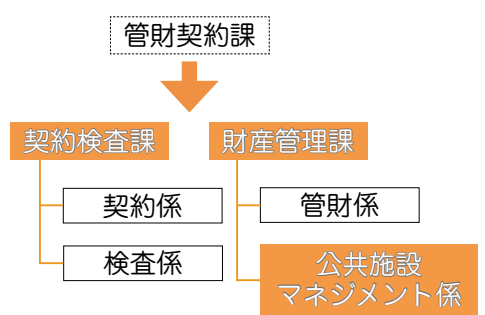 管財契約課
契約検査課
契約係
検査係
財産管理課
管財係
公共施設
マネジメント係